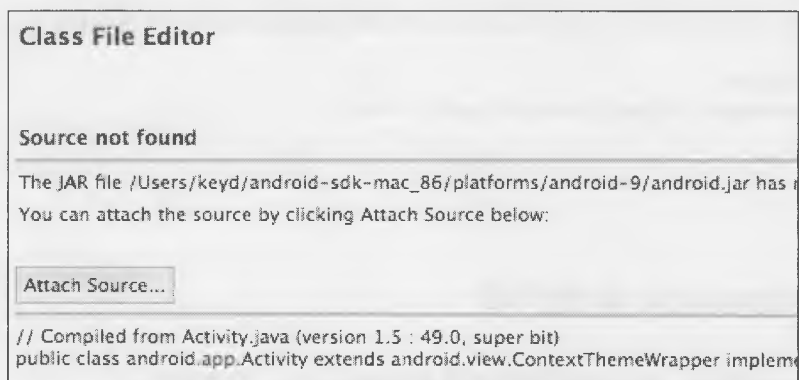 Class File Editor
Source not found
The JAR file /Users/keyd/android-sdk-mac_86/platforms/android-9/android.jar has
You can attach the source by clicking Attach Source below:
Attach Source...
// Compiled from Activity.java (version 1.5 : 49.0, super bit)
public class android.app.Activity extends android.view.ContextThemeWrapper